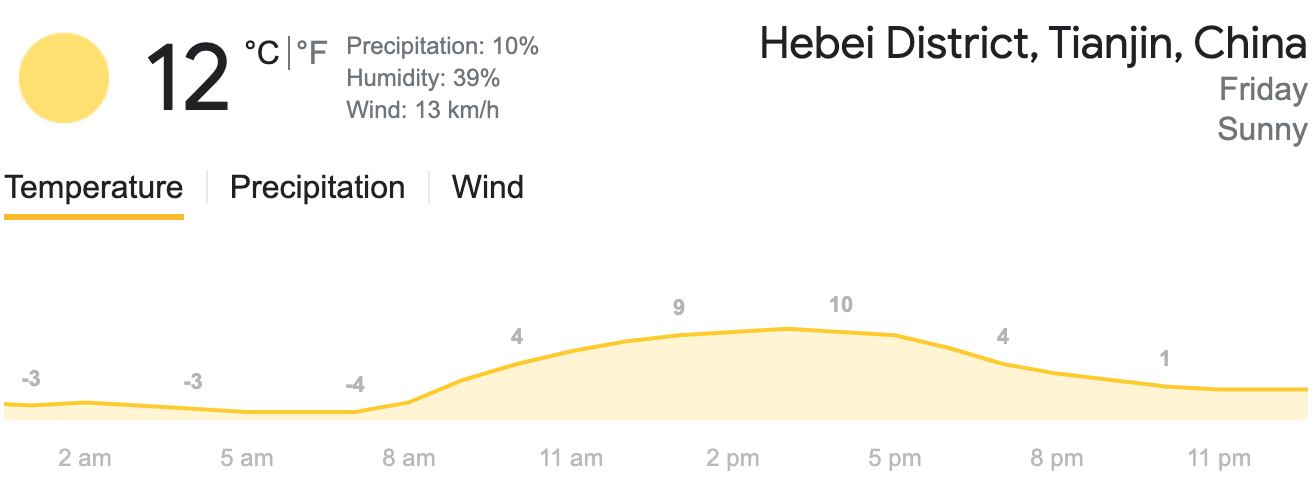 12 °C|°F
Precipitation: 10%
Humidity: 39%
Wind: 13 km/h
Hebei District, Tianjin, China
Friday
Sunny
Temperature Precipitation Wind
-3 -3 -4 4 9 10 4 1
2 am 5 am 8 am 11 am 2 pm 5 pm 8 pm 11 pm